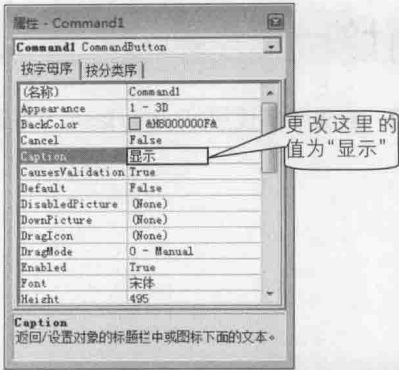 属性 - Command1
Command1 CommandButton
按字母序 按分类序
(名称) Command1
Appearance 1 - 3D
BackColor &H8000000F&
Cancel False
Caption 显示
CausesValidation True
Default False
DisabledPicture (None)
DownPicture (None)
DragIcon (None)
DragMode 0 - Manual
Enabled True
Font 宋体
Height 495
Caption
返回/设置对象的标题栏中或图标下面的文本。
更改这里的
值为“显示”